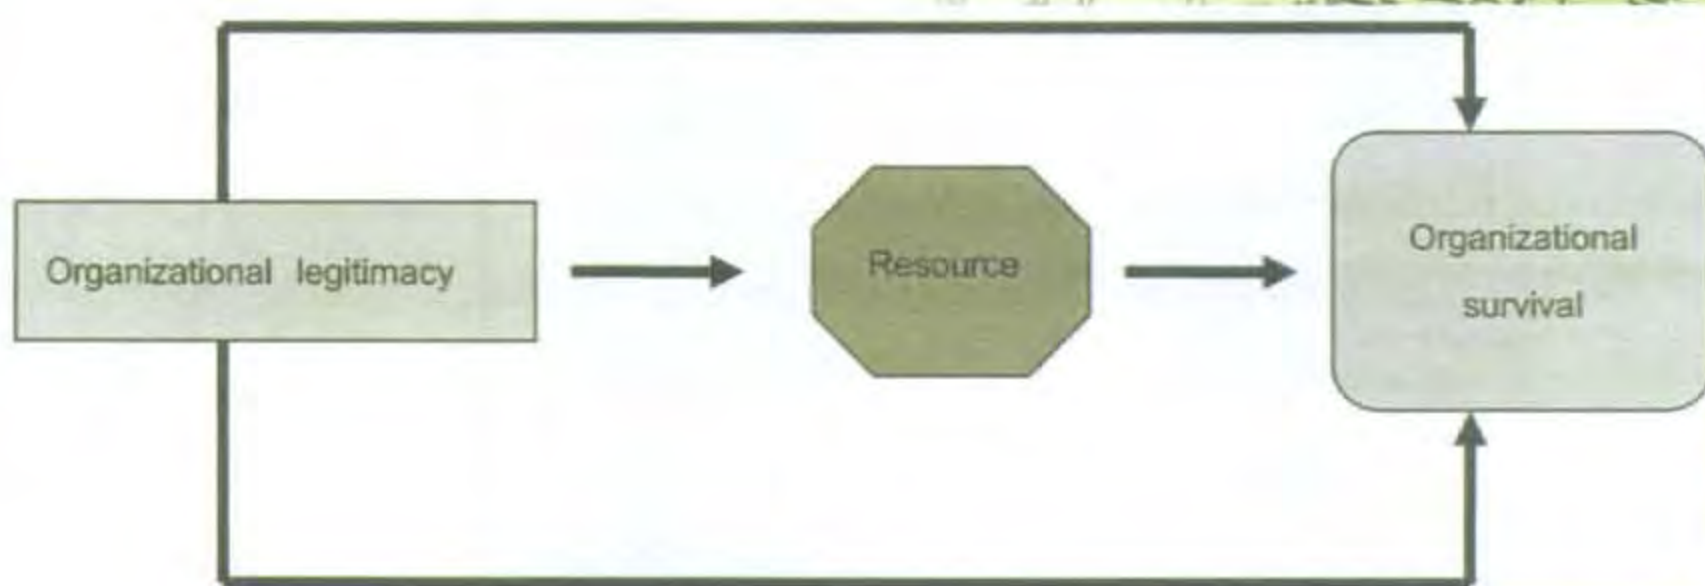 Organizational legitimacy
Resource
Organizational
survival